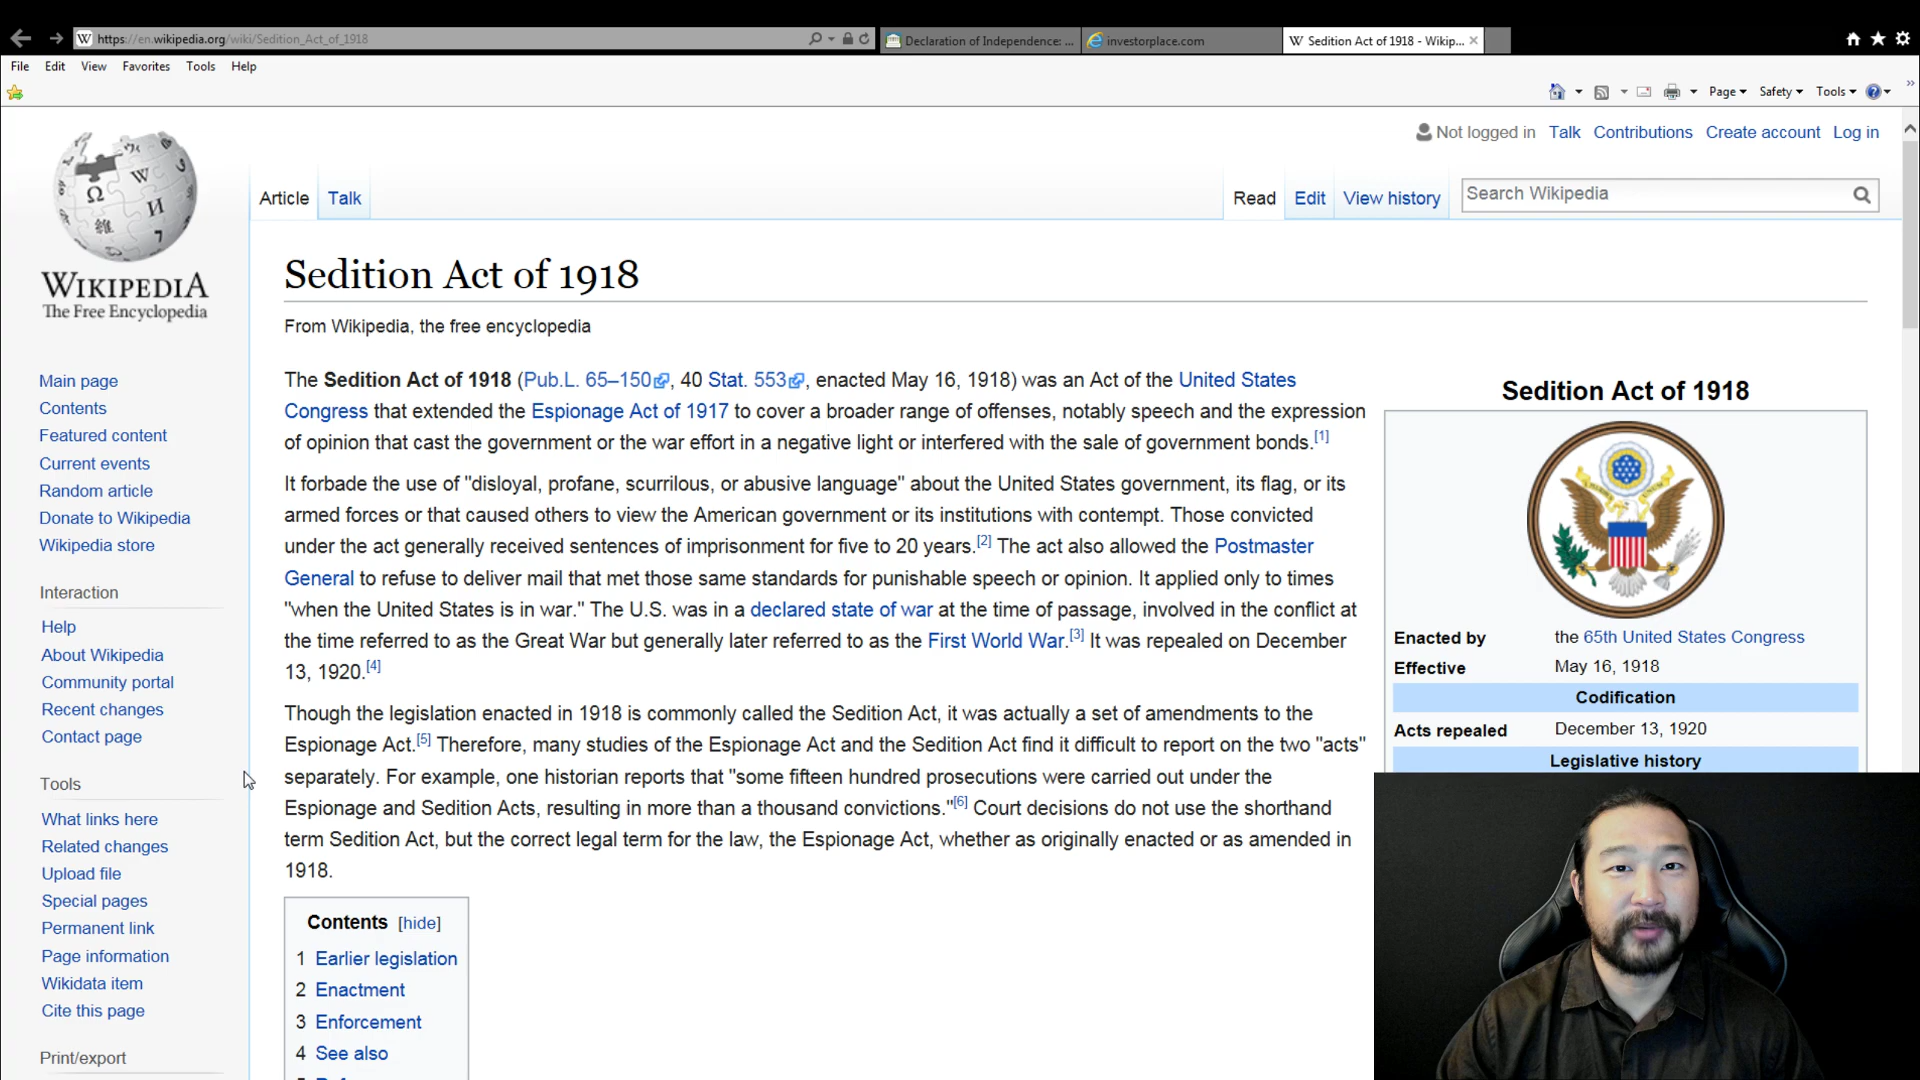 https://en.wikipedia.org/wiki/Sedition_Act_of_1918
Declaration of Independence: ...
investorplace.com
Sedition Act of 1918 - Wikip...
File Edit View Favorites Tools Help
Page Safety Tools
Not logged in Talk Contributions Create account Log in
Article Talk
Read Edit View history
Search Wikipedia
WIKIPEDIA
The Free Encyclopedia
Main page
Contents
Featured content
Current events
Random article
Donate to Wikipedia
Wikipedia store
Interaction
Help
About Wikipedia
Community portal
Recent changes
Contact page
Tools
What links here
Related changes
Upload file
Special pages
Permanent link
Page information
Wikidata item
Cite this page
Print/export
Sedition Act of 1918
From Wikipedia, the free encyclopedia
The Sedition Act of 1918 (Pub.L. 65–150, 40 Stat. 553, enacted May 16, 1918) was an Act of the United States
Congress that extended the Espionage Act of 1917 to cover a broader range of offenses, notably speech and the expression
of opinion that cast the government or the war effort in a negative light or interfered with the sale of government bonds.[1]
It forbade the use of "disloyal, profane, scurrilous, or abusive language" about the United States government, its flag, or its
armed forces or that caused others to view the American government or its institutions with contempt. Those convicted
under the act generally received sentences of imprisonment for five to 20 years.[2] The act also allowed the Postmaster
General to refuse to deliver mail that met those same standards for punishable speech or opinion. It applied only to times
"when the United States is in war." The U.S. was in a declared state of war at the time of passage, involved in the conflict at
the time referred to as the Great War but generally later referred to as the First World War.[3] It was repealed on December
13, 1920.[4]
Though the legislation enacted in 1918 is commonly called the Sedition Act, it was actually a set of amendments to the
Espionage Act.[5] Therefore, many studies of the Espionage Act and the Sedition Act find it difficult to report on the two "acts"
separately. For example, one historian reports that "some fifteen hundred prosecutions were carried out under the
Espionage and Sedition Acts, resulting in more than a thousand convictions."[6] Court decisions do not use the shorthand
term Sedition Act, but the correct legal term for the law, the Espionage Act, whether as originally enacted or as amended in
1918.
Contents [hide]
1 Earlier legislation
2 Enactment
3 Enforcement
4 See also
Sedition Act of 1918
Enacted by the 65th United States Congress
Effective May 16, 1918
Codification
Acts repealed December 13, 1920
Legislative history